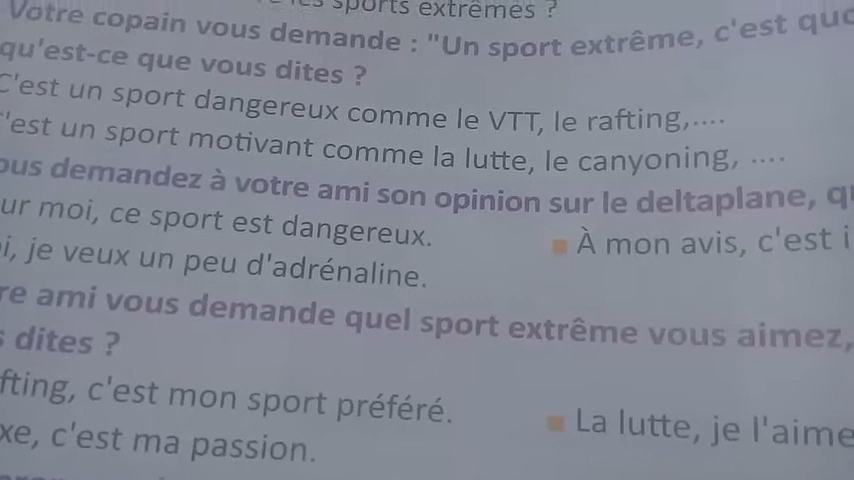 sports extrêmes ?
Votre copain vous demande : "Un sport extrême, c'est quo
qu'est-ce que vous dites ?
C'est un sport dangereux comme le VTT, le rafting,....
'est un sport motivant comme la lutte, le canyoning, ....
ous demandez à votre ami son opinion sur le deltaplane, qu
ur moi, ce sport est dangereux.
À mon avis, c'est i
i, je veux un peu d'adrénaline.
re ami vous demande quel sport extrême vous aimez,
s dites ?
fting, c'est mon sport préféré.
La lutte, je l'aime
xe, c'est ma passion.